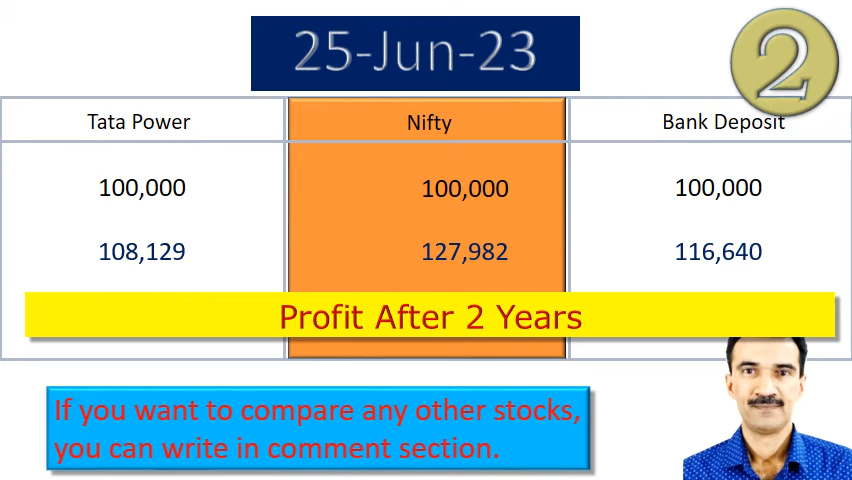 25-Jun-23
2
Tata Power Nifty Bank Deposit
100,000 100,000 100,000
108,129 127,982 116,640
Profit After 2 Years
If you want to compare any other stocks,
you can write in comment section.